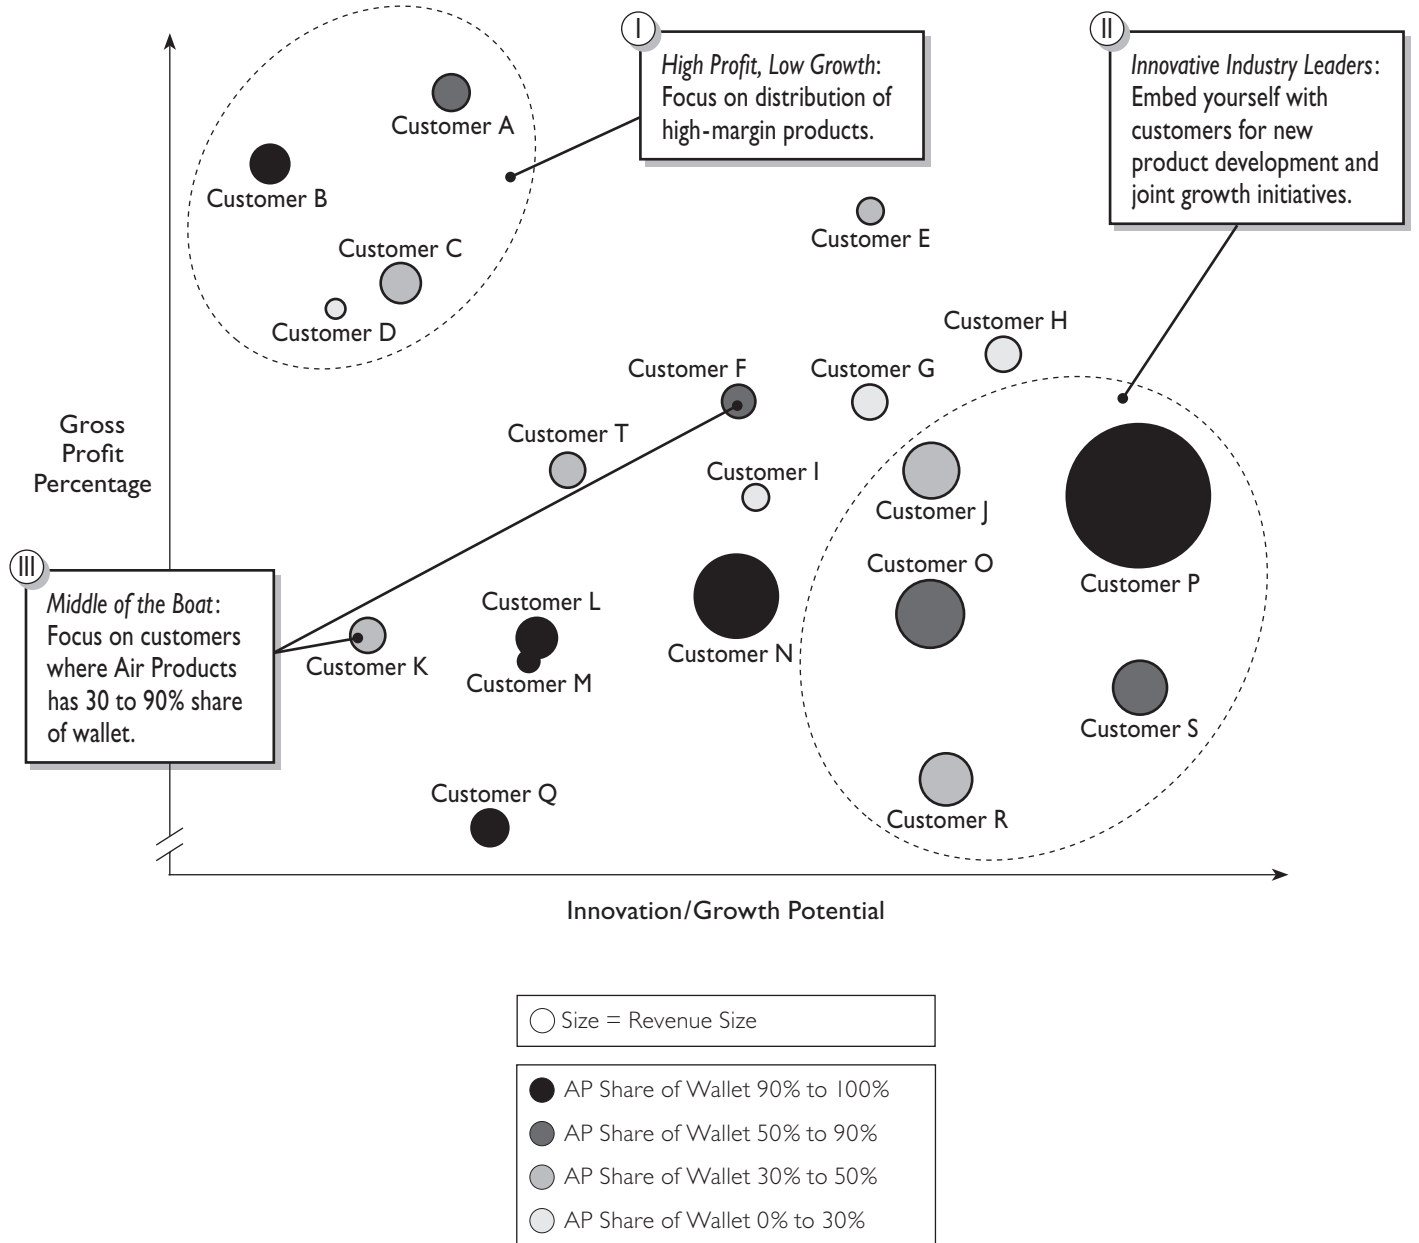 I
High Profit, Low Growth:
Focus on distribution of
high-margin products.
II
Innovative Industry Leaders:
Embed yourself with
customers for new
product development and
joint growth initiatives.
Customer A
Customer B
Customer C
Customer D
Customer E
Customer H
Customer F
Customer G
Customer T
Customer I
Customer J
Gross
Profit
Percentage
Customer O
Customer P
III
Middle of the Boat:
Focus on customers
where Air Products
has 30 to 90% share
of wallet.
Customer K
Customer L
Customer M
Customer N
Customer S
Customer Q
Customer R
Innovation/Growth Potential
Size = Revenue Size
AP Share of Wallet 90% to 100%
AP Share of Wallet 50% to 90%
AP Share of Wallet 30% to 50%
AP Share of Wallet 0% to 30%